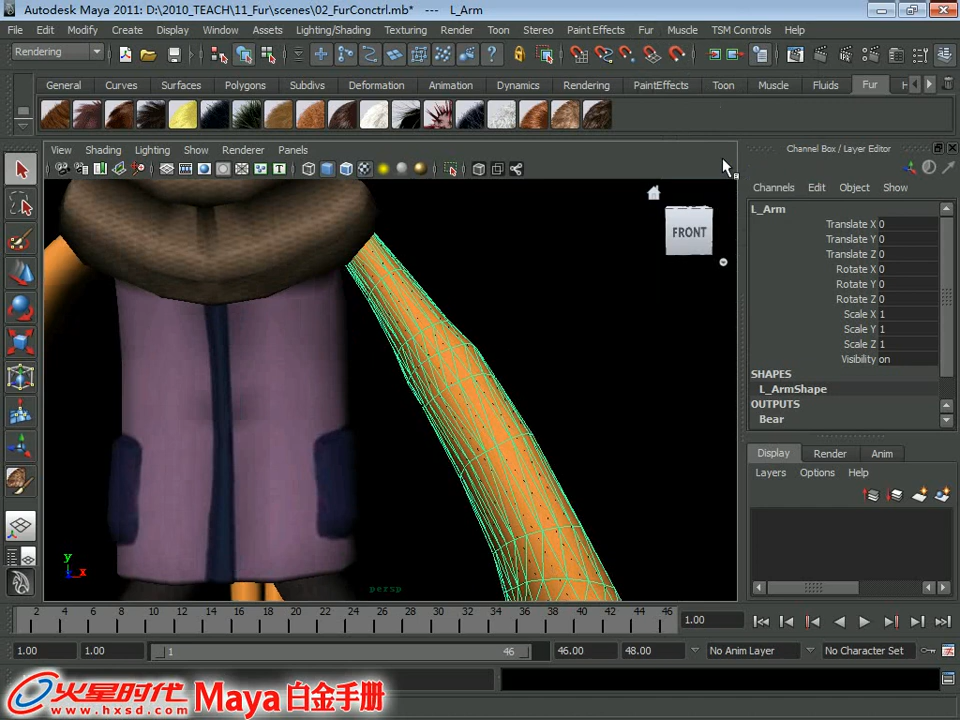 Autodesk Maya 2011: D:\2010_TEACH\11_Fur\scenes\02_FurConctrl.mb* --- L_Arm
File Edit Modify Create Display Window Assets Lighting/Shading Texturing Render Toon Stereo Paint Effects Fur Muscle TSM Controls Help
Rendering
General Curves Surfaces Polygons Subdivs Deformation Animation Dynamics Rendering PaintEffects Toon Muscle Fluids Fur H
View Shading Lighting Show Renderer Panels
Channel Box / Layer Editor
Channels Edit Object Show
L_Arm
Translate X 0
Translate Y 0
Translate Z 0
Rotate X 0
Rotate Y 0
Rotate Z 0
Scale X 1
Scale Y 1
Scale Z 1
Visibility on
SHAPES
L_ArmShape
OUTPUTS
Bear
FRONT
Display Render Anim
Layers Options Help
y
x
persp
2 4 6 8 10 12 14 16 18 20 22 24 26 28 30 32 34 36 38 40 42 44 46
1.00
1.00 1.00 1 46 46.00 48.00 No Anim Layer No Character Set
火星时代
www.hxsd.com
Maya 白金手册